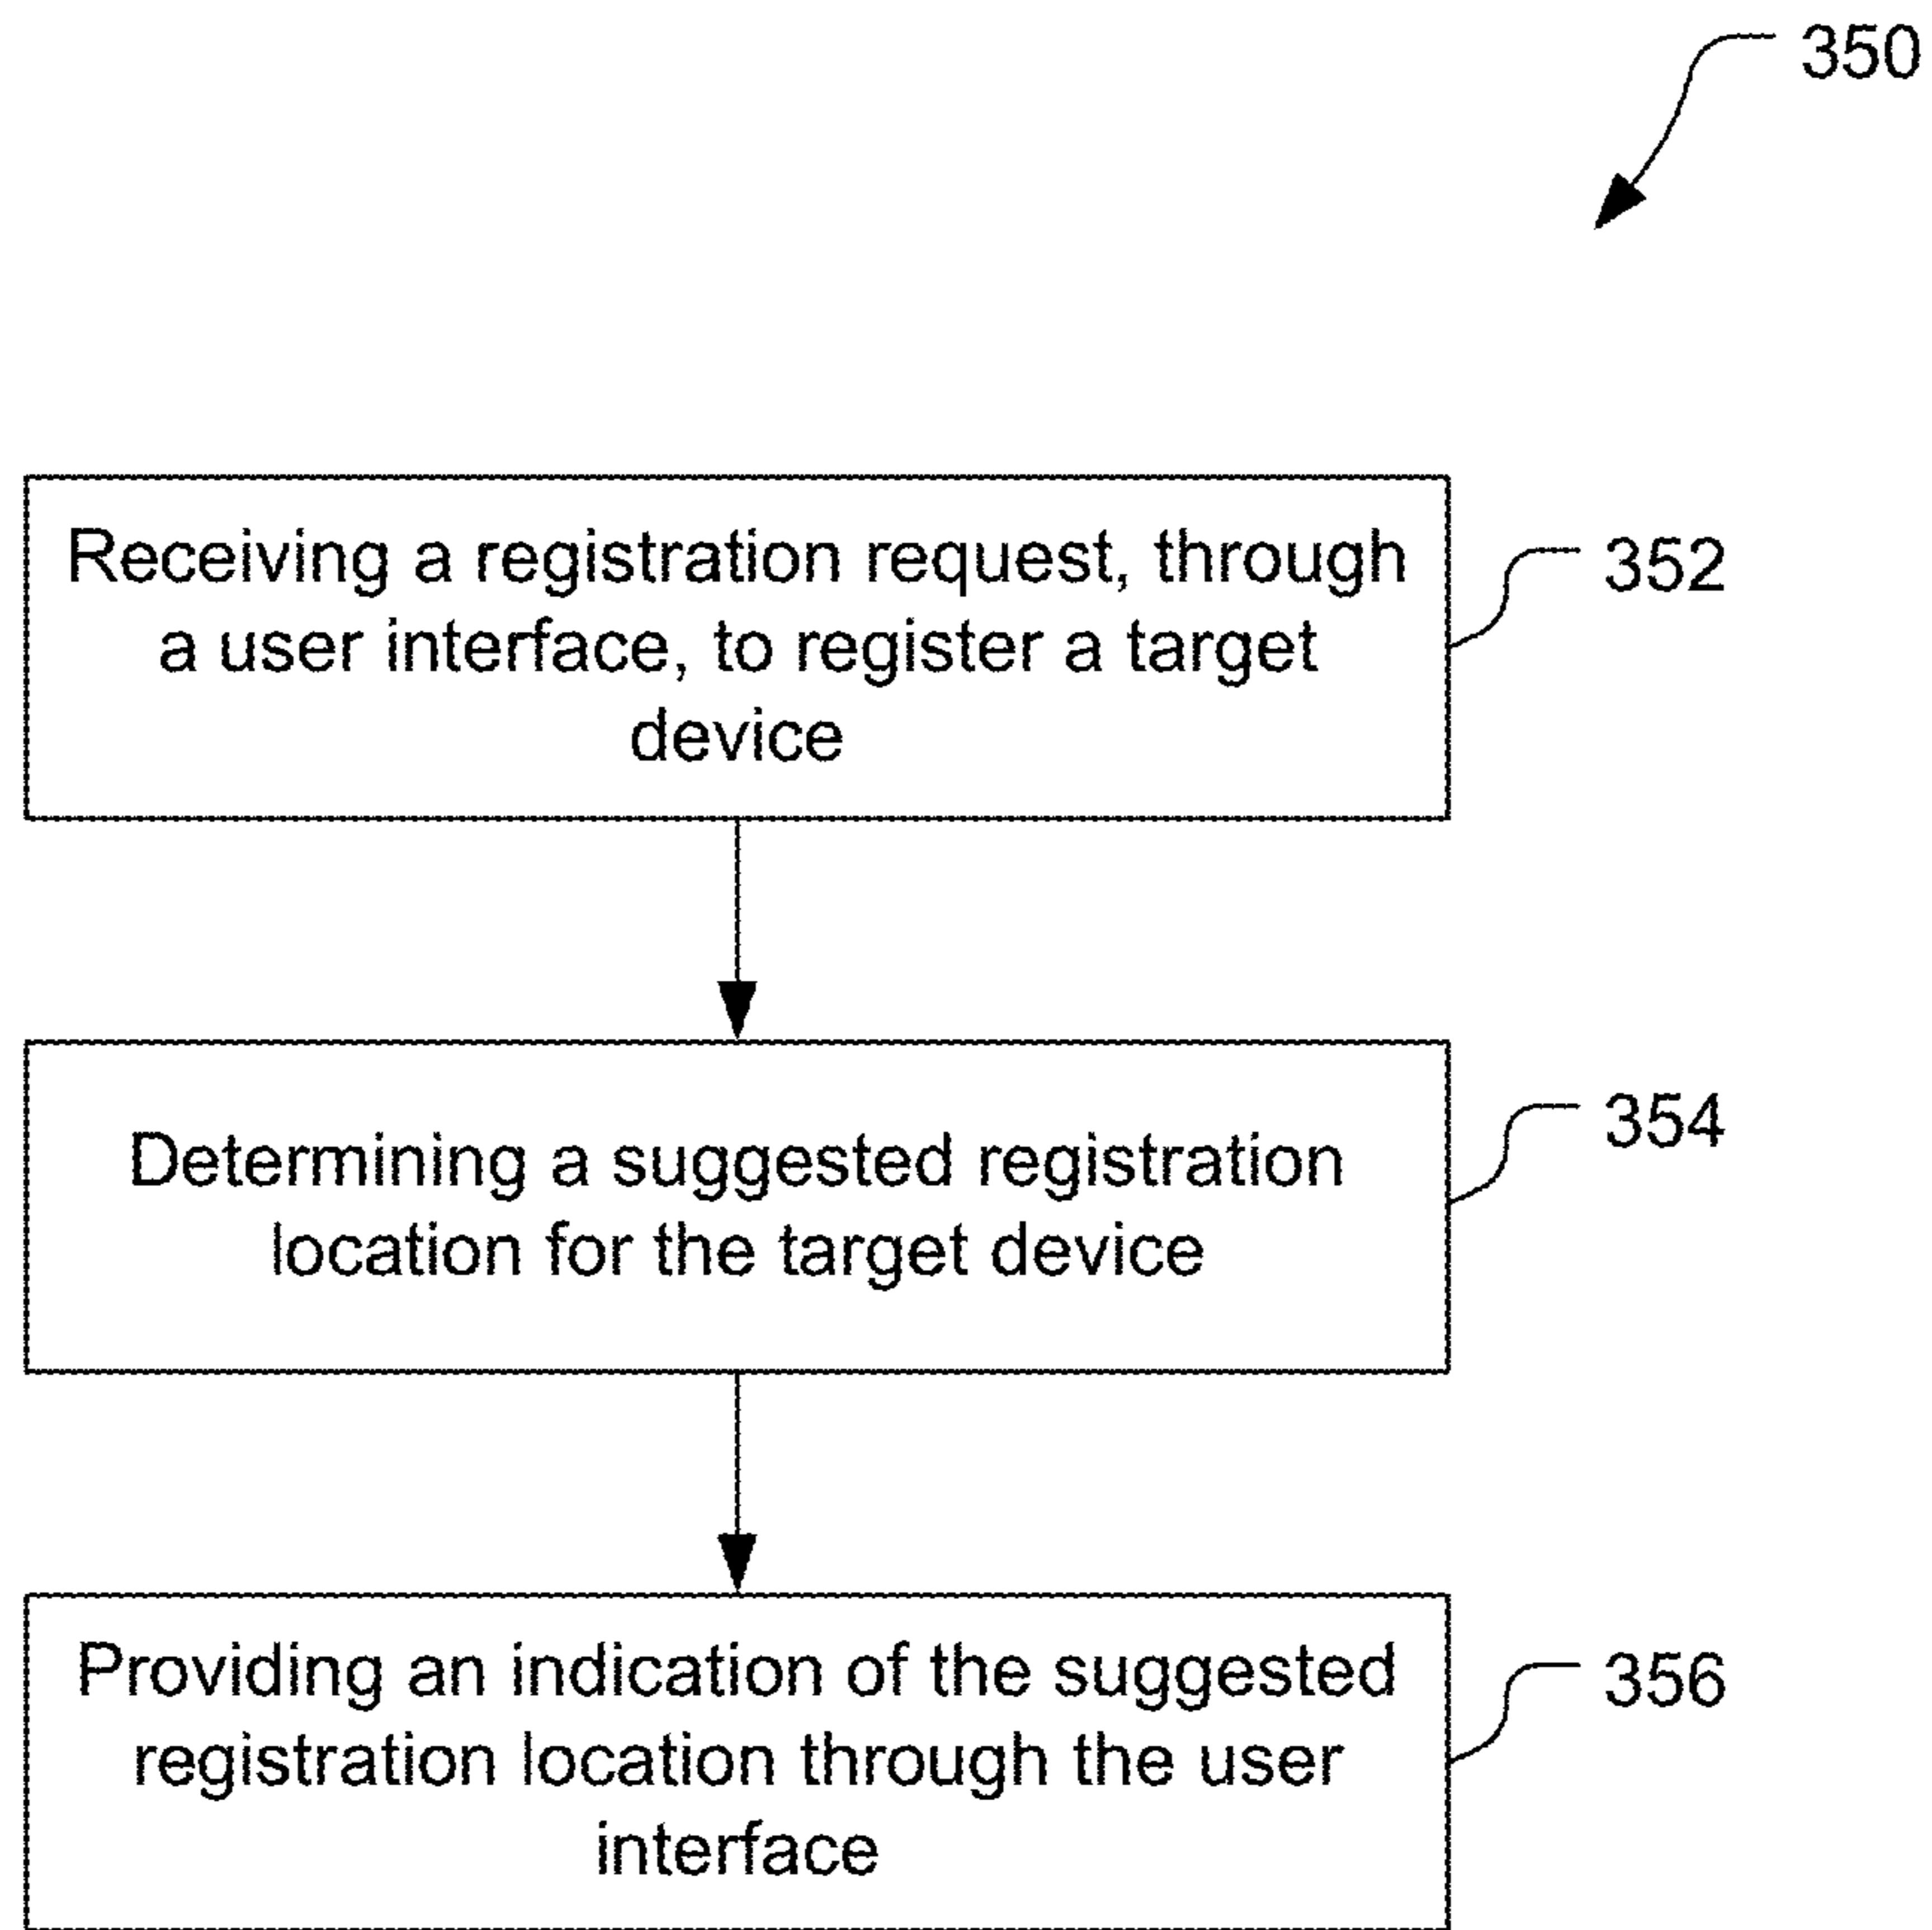 350
Receiving a registration request, through
a user interface, to register a target
device
352
Determining a suggested registration
location for the target device
354
Providing an indication of the suggested
registration location through the user
interface
356